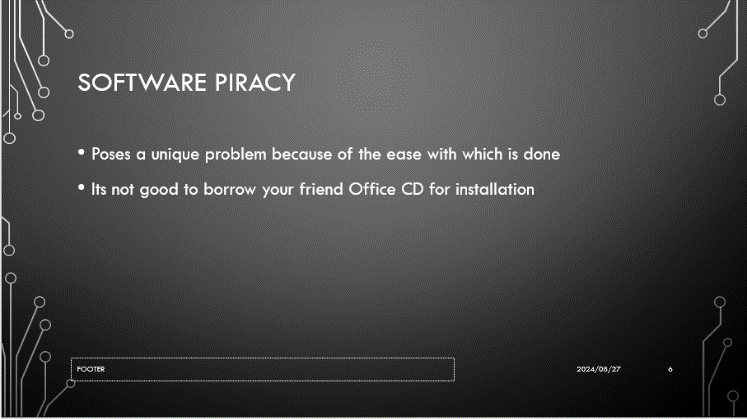 SOFTWARE PIRACY
• Poses a unique problem because of the ease with which is done
• Its not good to borrow your friend Office CD for installation
FOOTER
2024/08/27
6